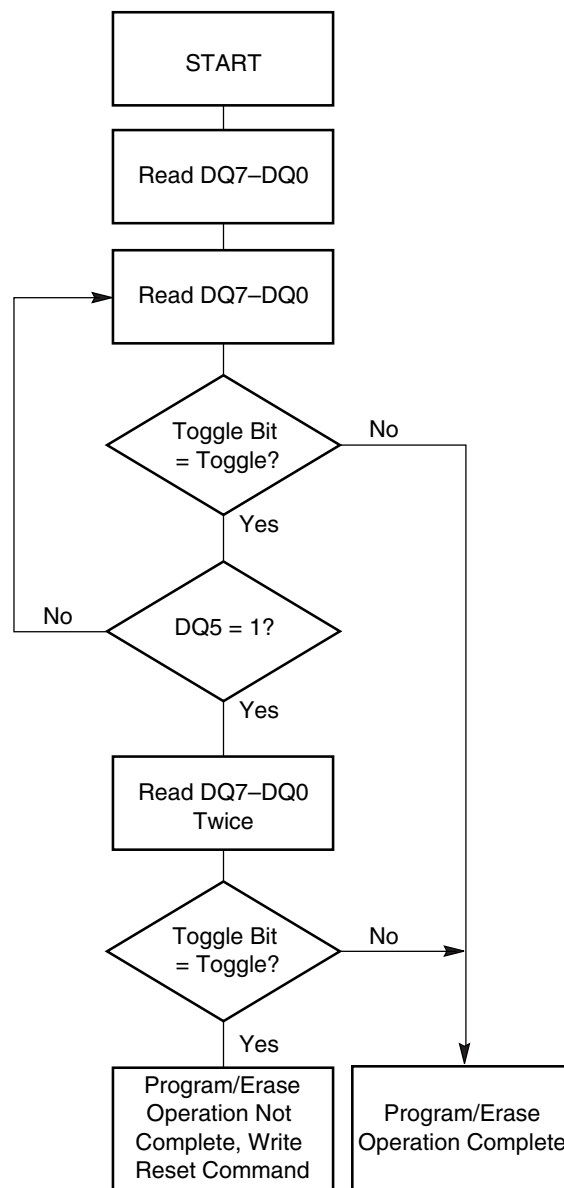 START
Read DQ7–DQ0
Read DQ7–DQ0
Toggle Bit
= Toggle?
No
Yes
No
DQ5 = 1?
Yes
Read DQ7–DQ0
Twice
Toggle Bit
= Toggle?
No
Yes
Program/Erase
Operation Not
Complete, Write
Reset Command
Program/Erase
Operation Complete